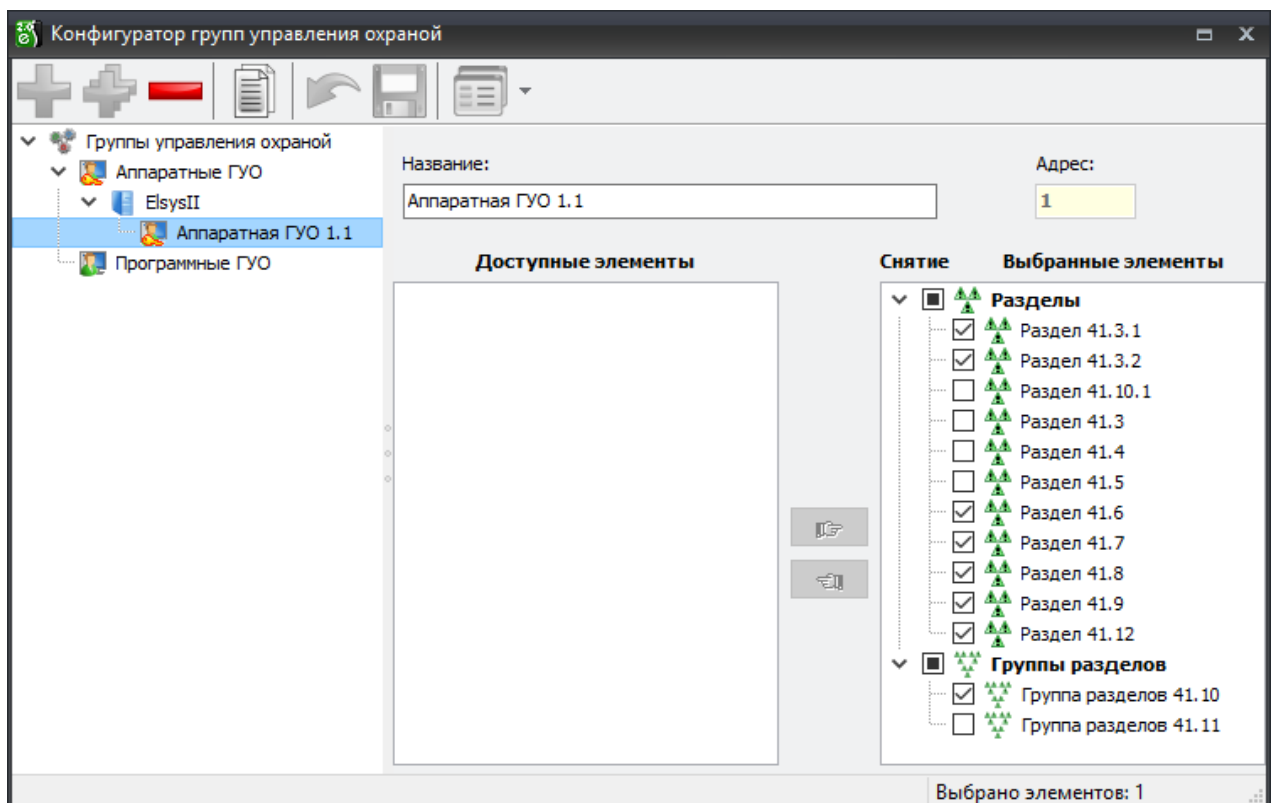 Конфигуратор групп управления охраной
Группы управления охраной
Аппаратные ГУО
ElsysII
Аппаратная ГУО 1.1
Программные ГУО
Название:
Адрес:
Аппаратная ГУО 1.1
1
Доступные элементы
Снятие
Выбранные элементы
Разделы
Раздел 41.3.1
Раздел 41.3.2
Раздел 41.10.1
Раздел 41.3
Раздел 41.4
Раздел 41.5
Раздел 41.6
Раздел 41.7
Раздел 41.8
Раздел 41.9
Раздел 41.12
Группы разделов
Группа разделов 41.10
Группа разделов 41.11
Выбрано элементов: 1